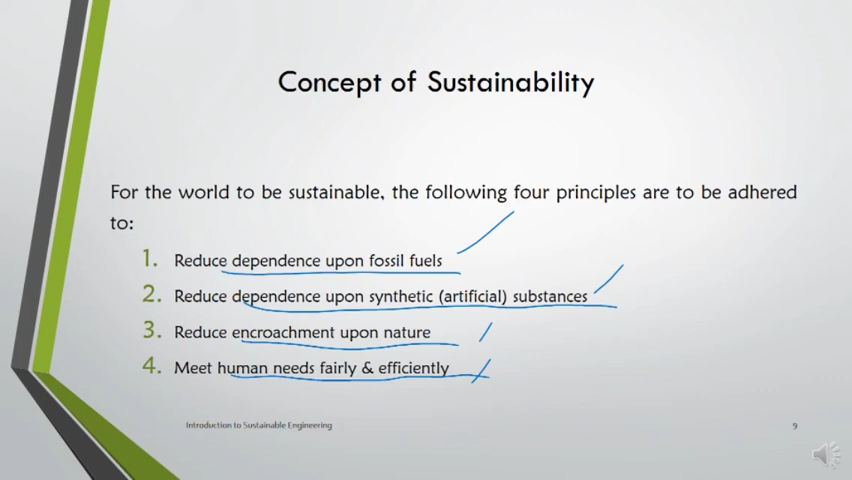 Concept of Sustainability
For the world to be sustainable, the following four principles are to be adhered
to:
1. Reduce dependence upon fossil fuels
2. Reduce dependence upon synthetic (artificial) substances
3. Reduce encroachment upon nature
4. Meet human needs fairly & efficiently
Introduction to Sustainable Engineering 9